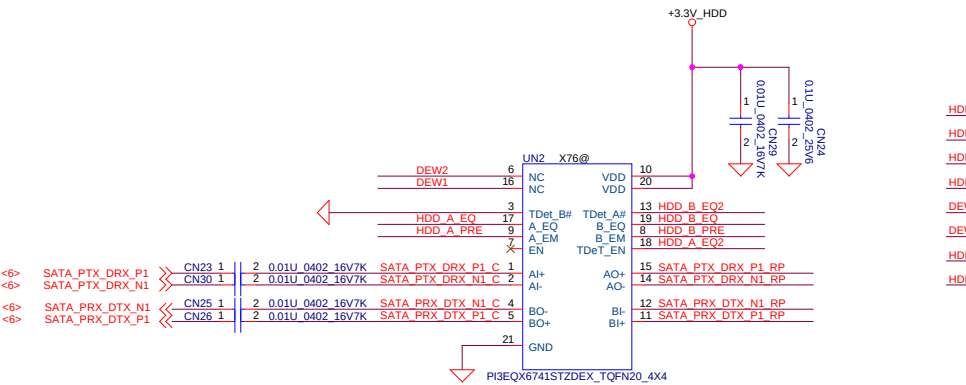 +3.3V_HDD
1
2
0.01U_0402_16V7K
CN29
1
2
0.1U_0402_25V6
CN24
UN2 X76@
DEW2 6 NC
DEW1 16 NC
10 VDD
20 VDD
3 TDet_B#
HDD_A_EQ 17 A_EQ
HDD_A_PRE 9 A_EM
7 EN
TDet_A# 13 HDD_B_EQ2
B_EQ 19 HDD_B_EQ
B_EM 8 HDD_B_PRE
TDeT_EN 18 HDD_A_EQ2
<6> SATA_PTX_DRX_P1 CN23 1 2 0.01U_0402_16V7K SATA_PTX_DRX_P1_C 1 AI+ AO+ 15 SATA_PTX_DRX_P1_RP
<6> SATA_PTX_DRX_N1 CN30 1 2 0.01U_0402_16V7K SATA_PTX_DRX_N1_C 2 AI- AO- 14 SATA_PTX_DRX_N1_RP
<6> SATA_PRX_DTX_N1 CN25 1 2 0.01U_0402_16V7K SATA_PRX_DTX_N1_C 4 BO- BI- 12 SATA_PRX_DTX_N1_RP
<6> SATA_PRX_DTX_P1 CN26 1 2 0.01U_0402_16V7K SATA_PRX_DTX_P1_C 5 BO+ BI+ 11 SATA_PRX_DTX_P1_RP
21 GND
PI3EQX6741STZDEX_TQFN20_4X4